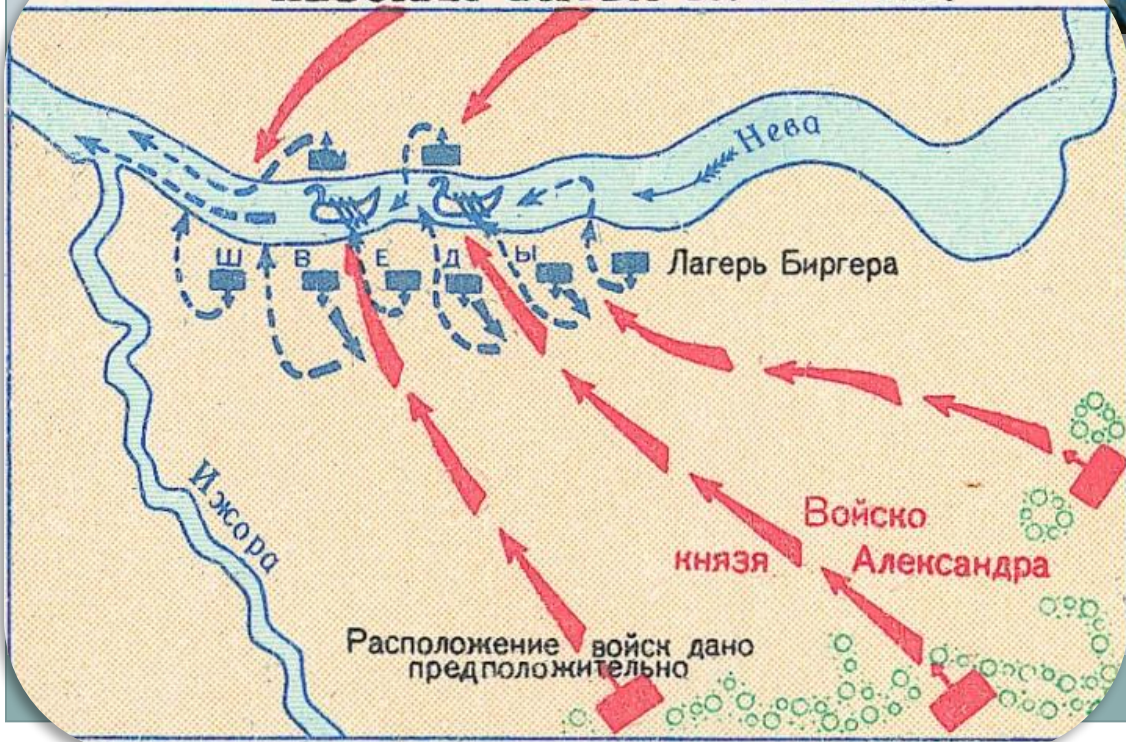 Нева
Ш В Е Д Ы
Лагерь Биргера
Ижора
Войско
князя Александра
Расположение войск дано
предположительно